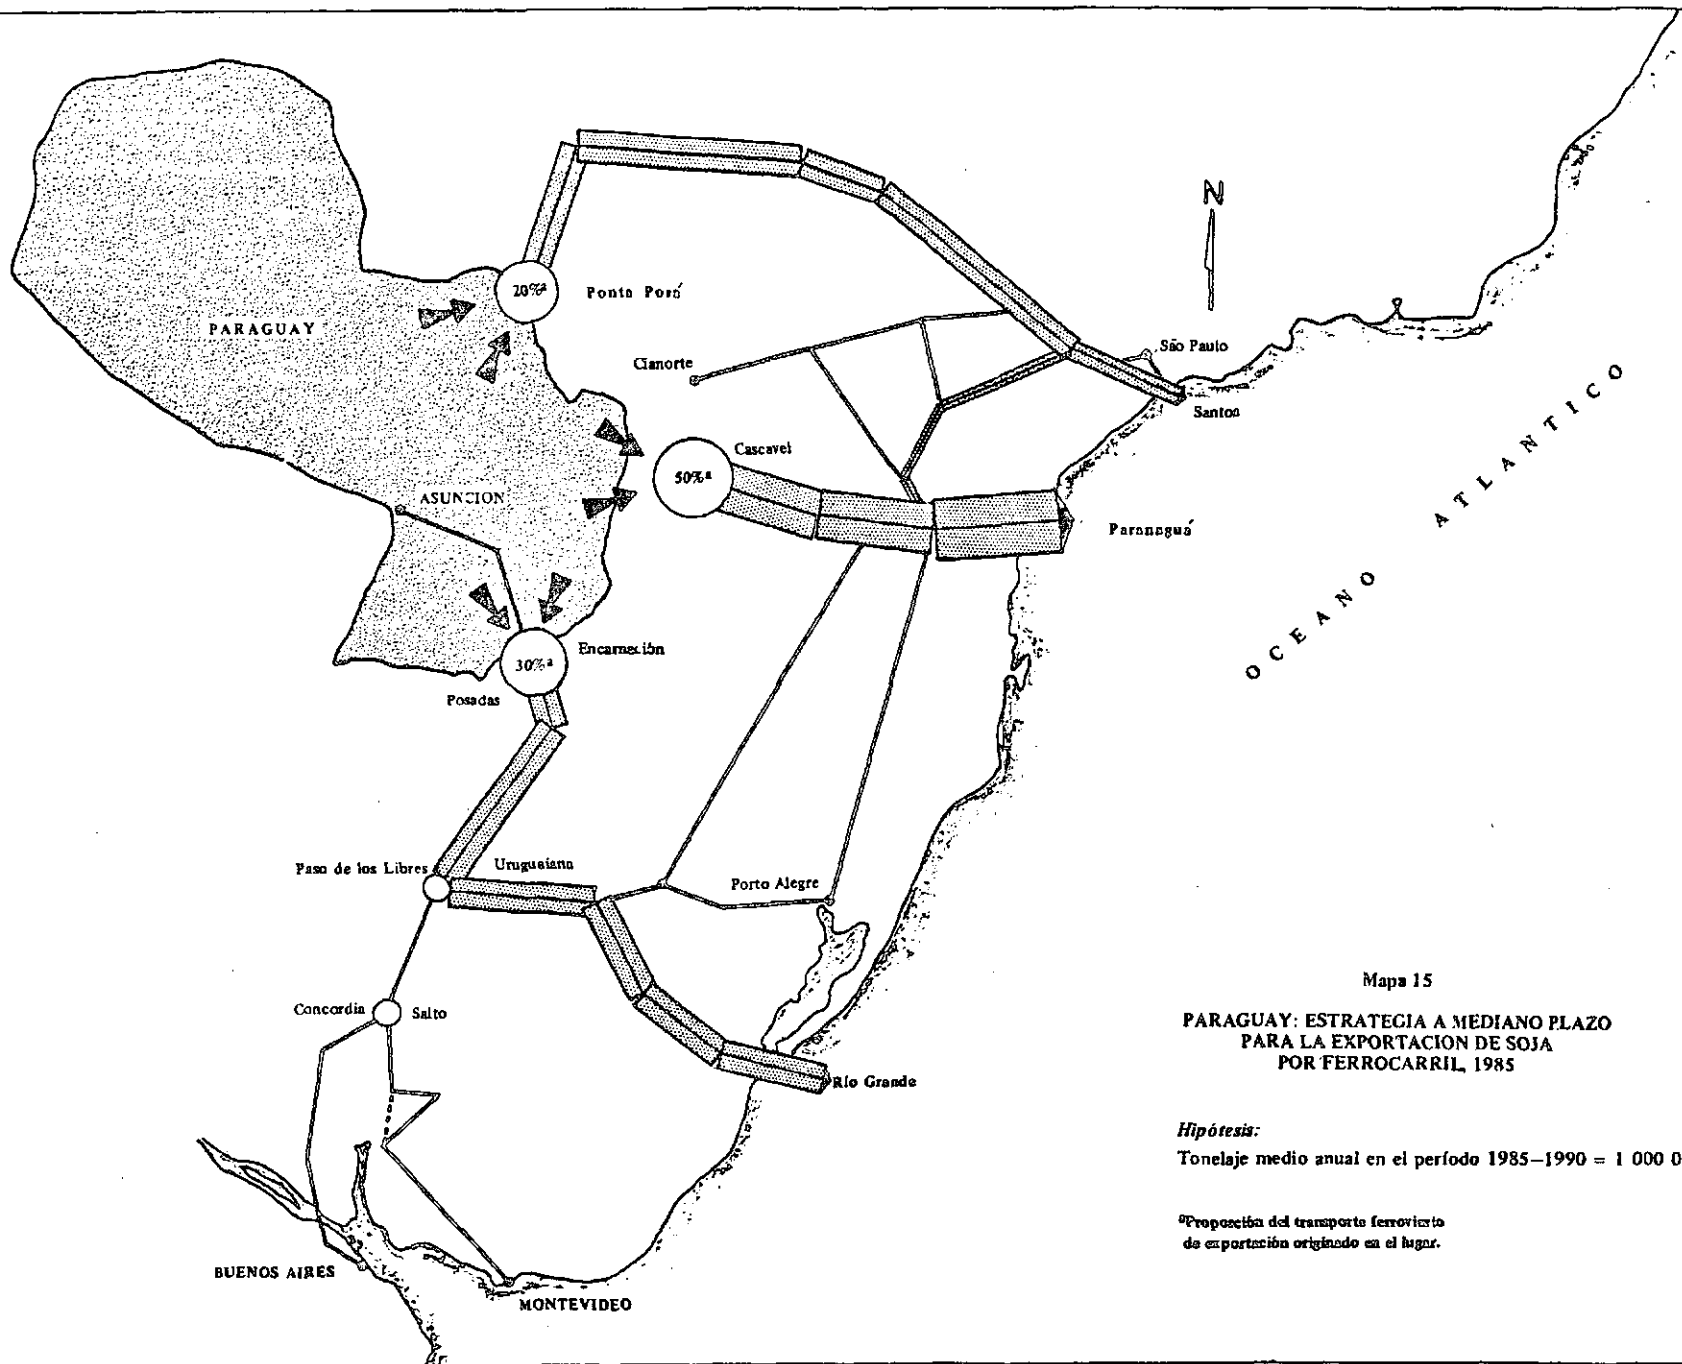 N
20%ª
Ponta Porá
PARAGUAY
Cianorte
São Paulo
Santos
Cascavel
50%ª
ASUNCION
Paranaguá
OCEANO ATLANTICO
Encarnación
30%ª
Posadas
Paso de los Libres
Uruguaiana
Porto Alegre
Concordia
Salto
Río Grande
BUENOS AIRES
MONTEVIDEO
Mapa 15
PARAGUAY: ESTRATEGIA A MEDIANO PLAZO
PARA LA EXPORTACION DE SOJA
POR FERROCARRIL, 1985
Hipótesis:
Tonelaje medio anual en el período 1985–1990 = 1 000 0
ªProporción del transporte ferroviario
de exportación originado en el lugar.